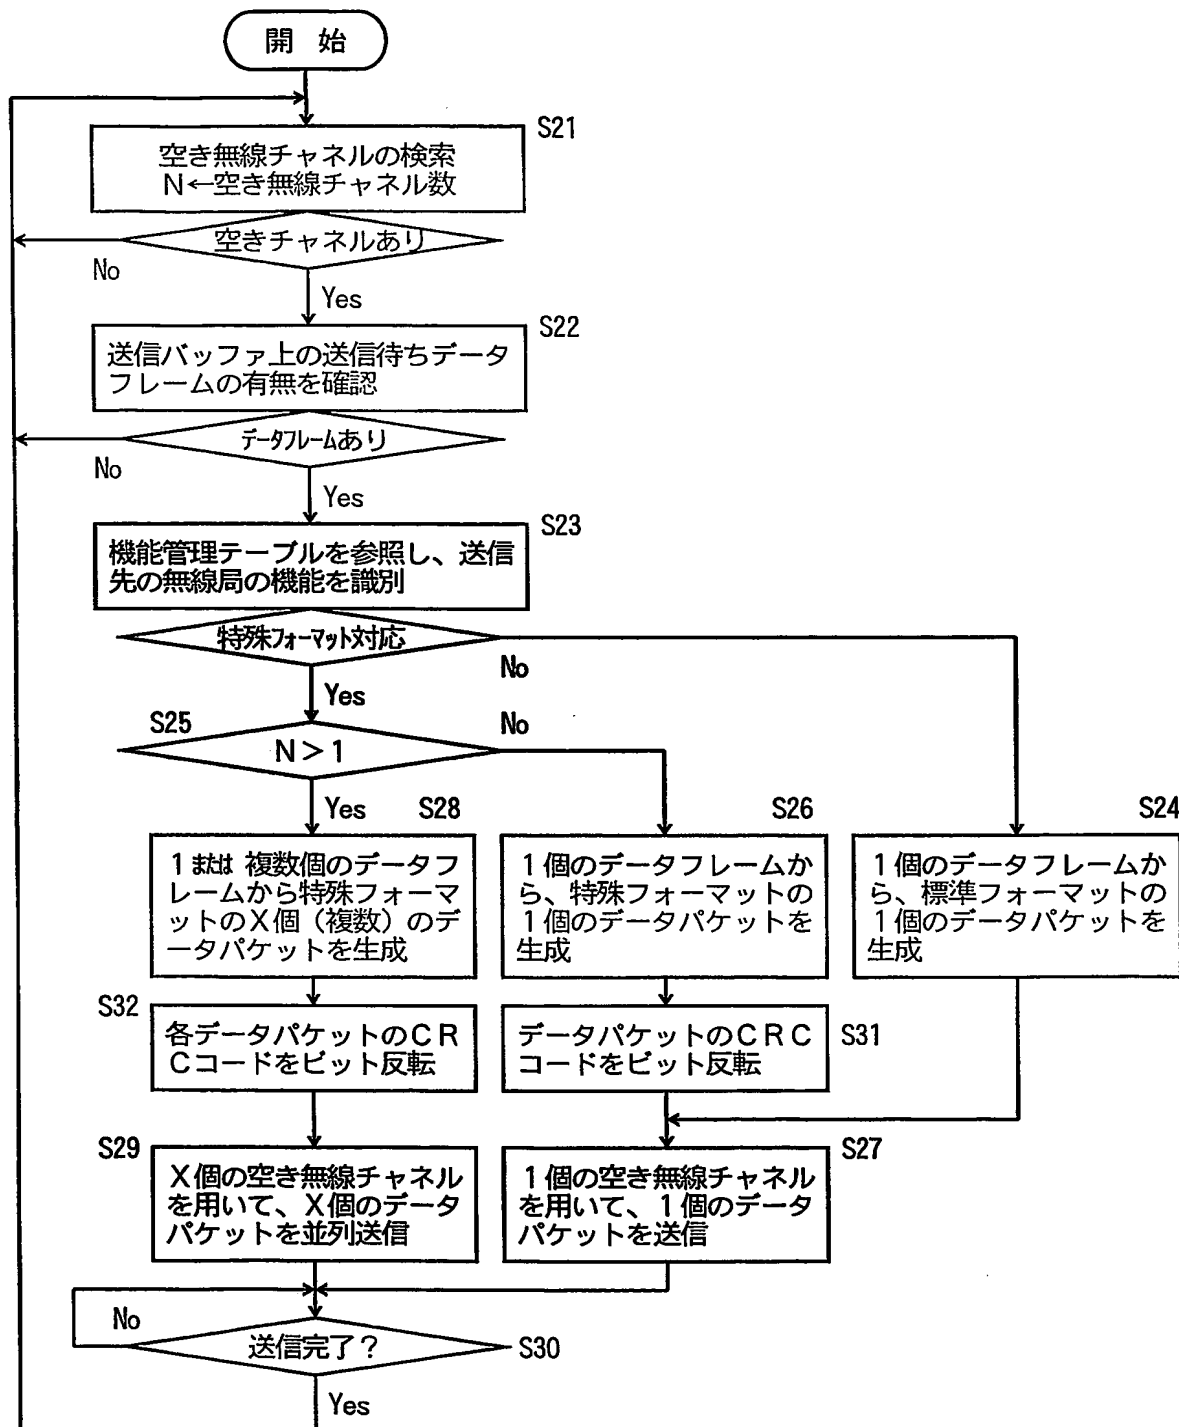 開 始
S21
空き無線チャネルの検索
N←空き無線チャネル数
空きチャネルあり
No
Yes
S22
送信バッファ上の送信待ちデータ
フレームの有無を確認
データフレームあり
No
Yes
S23
機能管理テーブルを参照し、送信
先の無線局の機能を識別
特殊フォーマット対応
No
Yes
S25
No
N>1
Yes
S28
S26
S24
1または複数個のデータフ
レームから特殊フォーマ
ットのX個(複数)のデ
ータパケットを生成
1個のデータフレームか
ら、特殊フォーマットの
1個のデータパケットを
生成
1個のデータフレームか
ら、標準フォーマットの
1個のデータパケットを
生成
S32
各データパケットのCR
Cコードをビット反転
データパケットのCRC
コードをビット反転
S31
S29
X個の空き無線チャネル
を用いて、X個のデータ
パケットを並列送信
1個の空き無線チャネル
を用いて、1個のデータ
パケットを送信
S27
No
送信完了?
S30
Yes